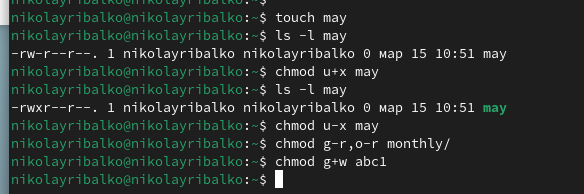 nikolayribalko@nikolayribalko:~$ touch may
nikolayribalko@nikolayribalko:~$ ls -l may
-rw-r--r--. 1 nikolayribalko nikolayribalko 0 мар 15 10:51 may
nikolayribalko@nikolayribalko:~$ chmod u+x may
nikolayribalko@nikolayribalko:~$ ls -l may
-rwxr--r--. 1 nikolayribalko nikolayribalko 0 мар 15 10:51 may
nikolayribalko@nikolayribalko:~$ chmod u-x may
nikolayribalko@nikolayribalko:~$ chmod g-r,o-r monthly/
nikolayribalko@nikolayribalko:~$ chmod g+w abc1
nikolayribalko@nikolayribalko:~$